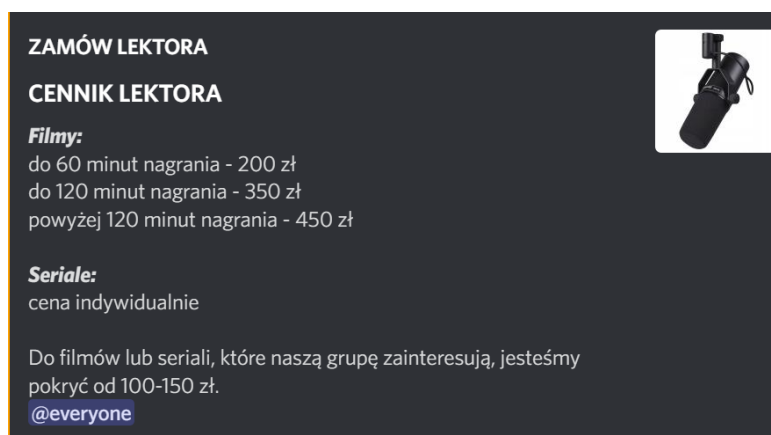 ZAMÓW LEKTORA
CENNIK LEKTORA
Filmy:
do 60 minut nagrania - 200 zł
do 120 minut nagrania - 350 zł
powyżej 120 minut nagrania - 450 zł
Seriale:
cena indywidualnie
Do filmów lub seriali, które naszą grupę zainteresują, jesteśmy
pokryć od 100-150 zł.
@everyone